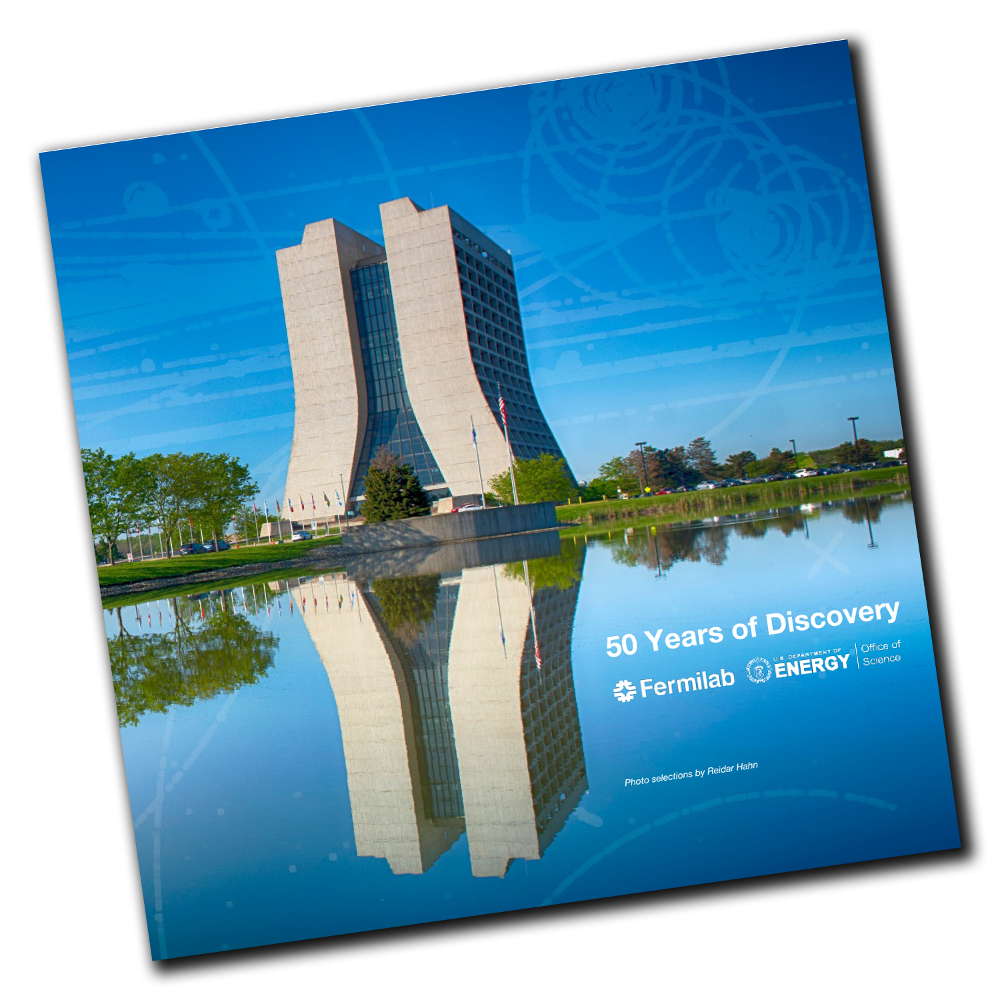 50 Years of Discovery
Fermilab
U.S. DEPARTMENT OF
ENERGY
Office of
Science
Photo selections by Reidar Hahn